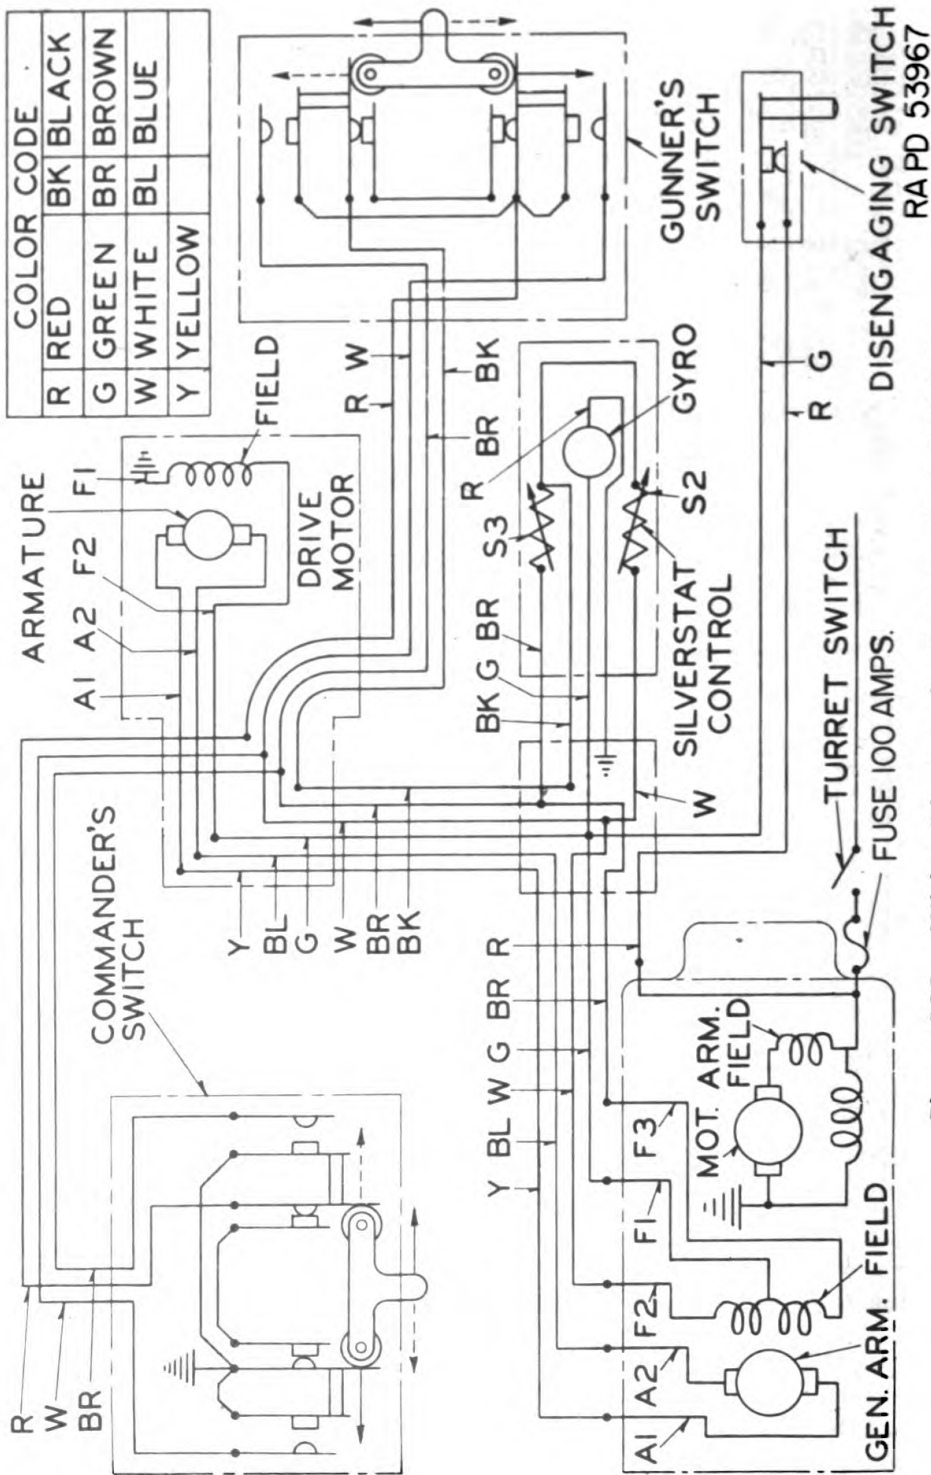 COLOR CODE
R RED BK BLACK
G GREEN BR BROWN
W WHITE BL BLUE
Y YELLOW
ARMATURE
A1 A2 F2 F1
FIELD
DRIVE
MOTOR
GUNNER'S
SWITCH
R W
BR BK
COMMANDER'S
SWITCH
R
W
BR
Y
BL
G
W
BR
BK
R
S3
GYRO
S2
BK G BR
SILVERSTAT
CONTROL
W
R G
DISENGAGING SWITCH
RA PD 53967
TURRET SWITCH
FUSE 100 AMPS.
Y BL W G BR R
MOT. ARM.
FIELD
A1 A2 F2 F1 F3
GEN. ARM. FIELD